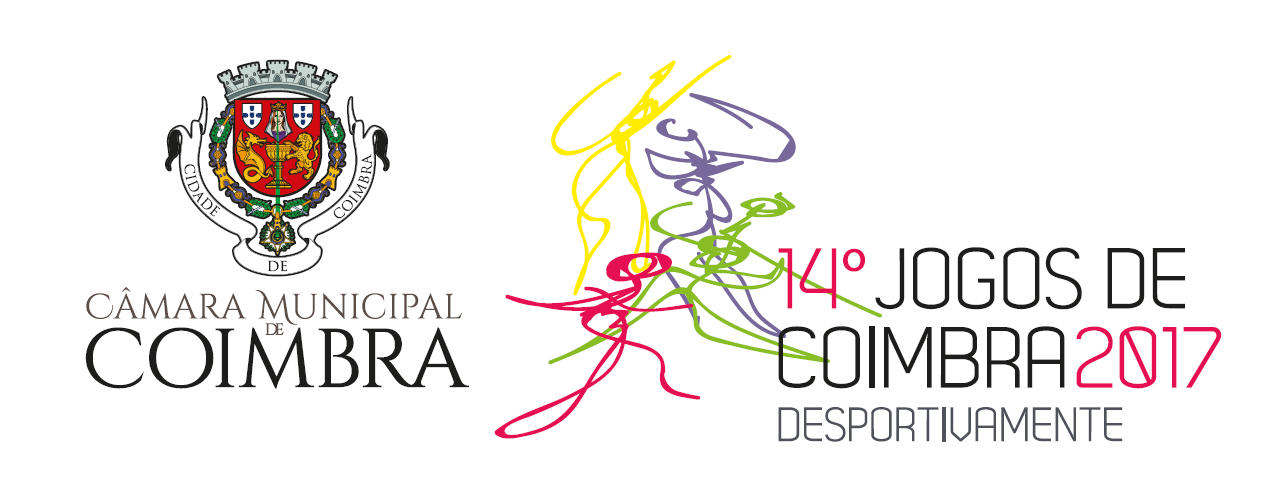 CIDADE DE COIMBRA
CÂMARA MUNICIPAL
DE
COIMBRA
14º JOGOS DE
COIMBRA 2017
DESPORTIVAMENTE